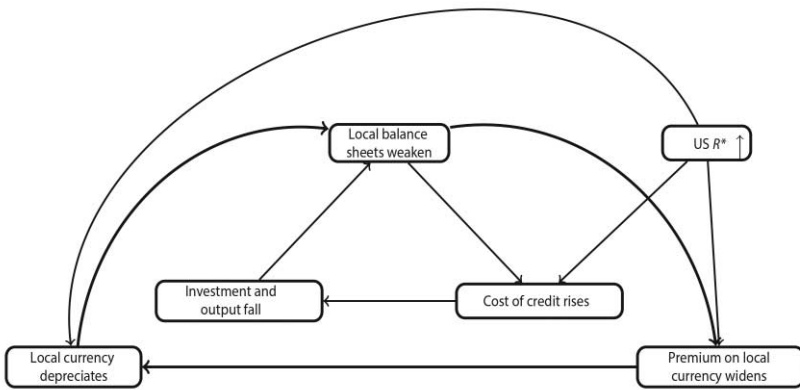 Local balance
sheets weaken
US R* ↑
Investment and
output fall
Cost of credit rises
Local currency
depreciates
Premium on local
currency widens